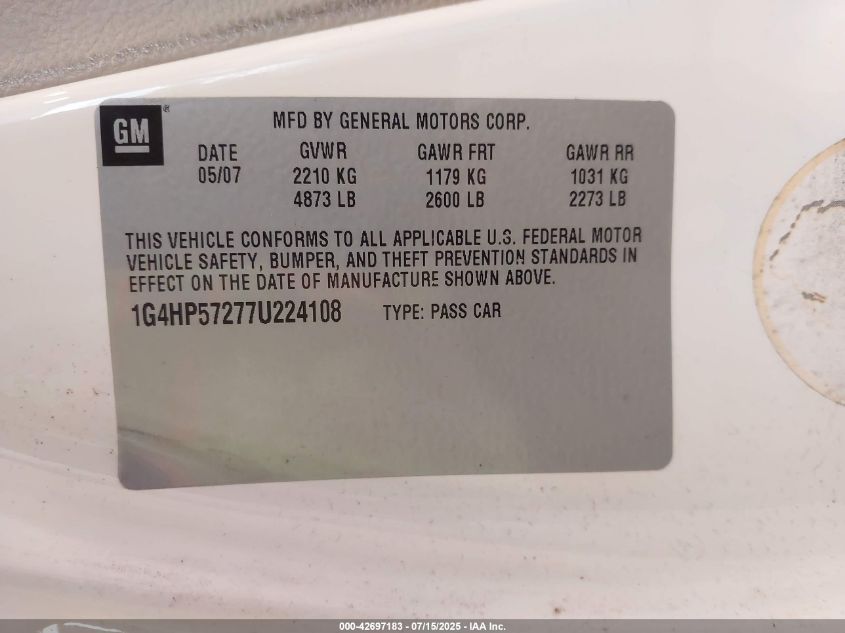 GM ®
MFD BY GENERAL MOTORS CORP.
DATE GVWR GAWR FRT GAWR RR
05/07 2210 KG 1179 KG 1031 KG
4873 LB 2600 LB 2273 LB
THIS VEHICLE CONFORMS TO ALL APPLICABLE U.S. FEDERAL MOTOR
VEHICLE SAFETY, BUMPER, AND THEFT PREVENTION STANDARDS IN
EFFECT ON THE DATE OF MANUFACTURE SHOWN ABOVE.
1G4HP57277U224108 TYPE: PASS CAR
000-42697183 - 07/15/2025 - IAA Inc.